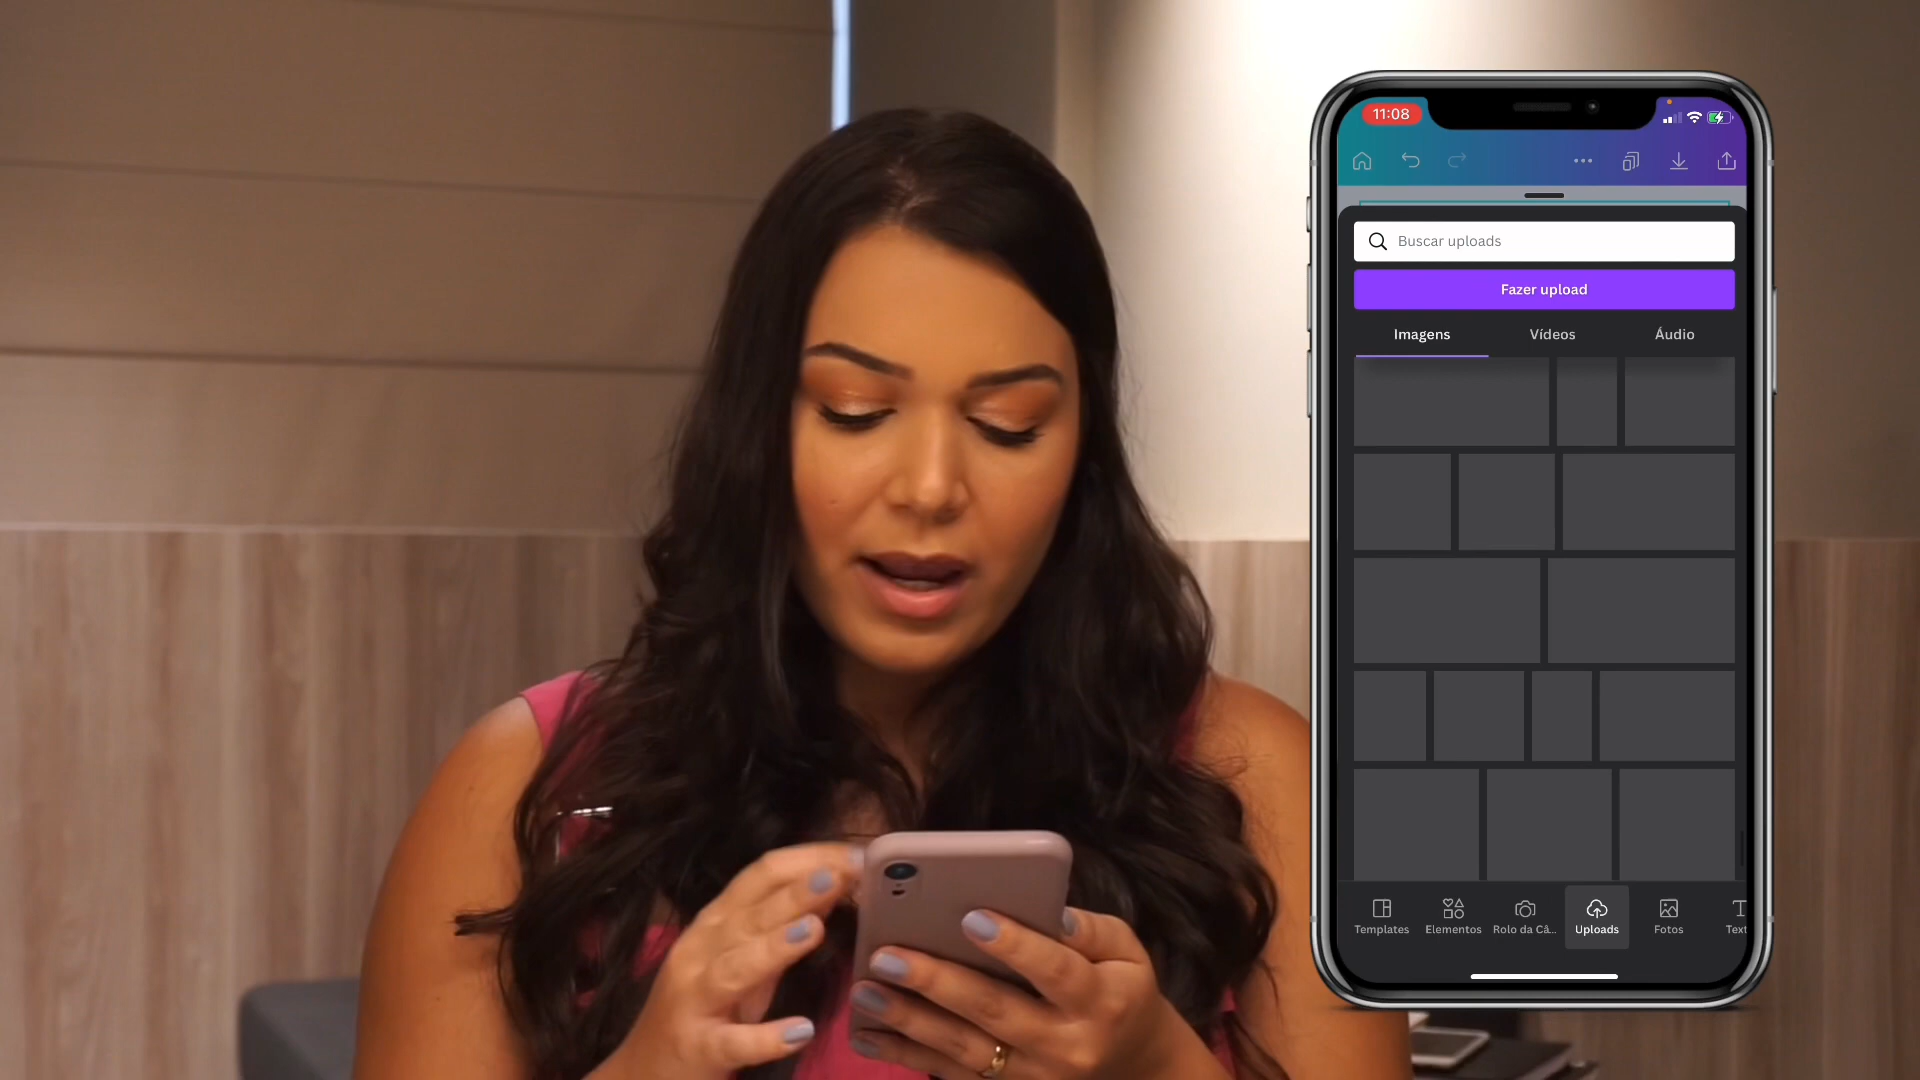 11:08
Buscar uploads
Fazer upload
Imagens Vídeos Áudio
Templates Elementos Rolo da Câ... Uploads Fotos Text